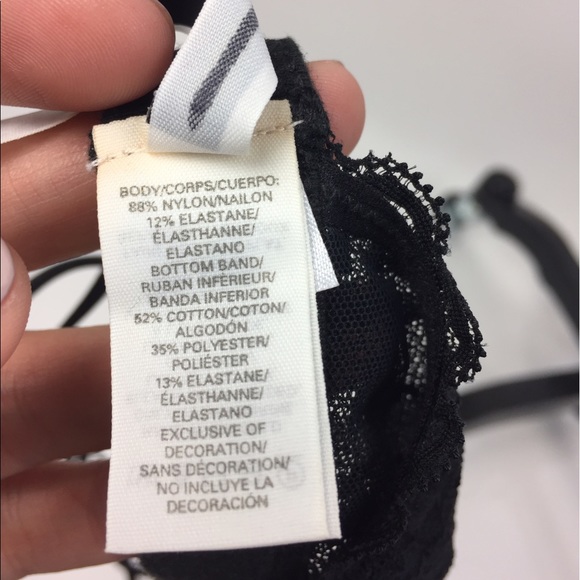 BODY/CORPS/CUERPO:
88% NYLON/NAILON
12% ELASTANE/
ÉLASTHANNE/
ELASTANO
BOTTOM BAND/
RUBAN INFÉRIEUR/
BANDA INFERIOR
52% COTTON/COTON/
ALGODÓN
35% POLYESTER/
POLIÉSTER
13% ELASTANE/
ÉLASTHANNE/
ELASTANO
EXCLUSIVE OF
DECORATION/
SANS DÉCORATION/
NO INCLUYE LA
DECORACIÓN